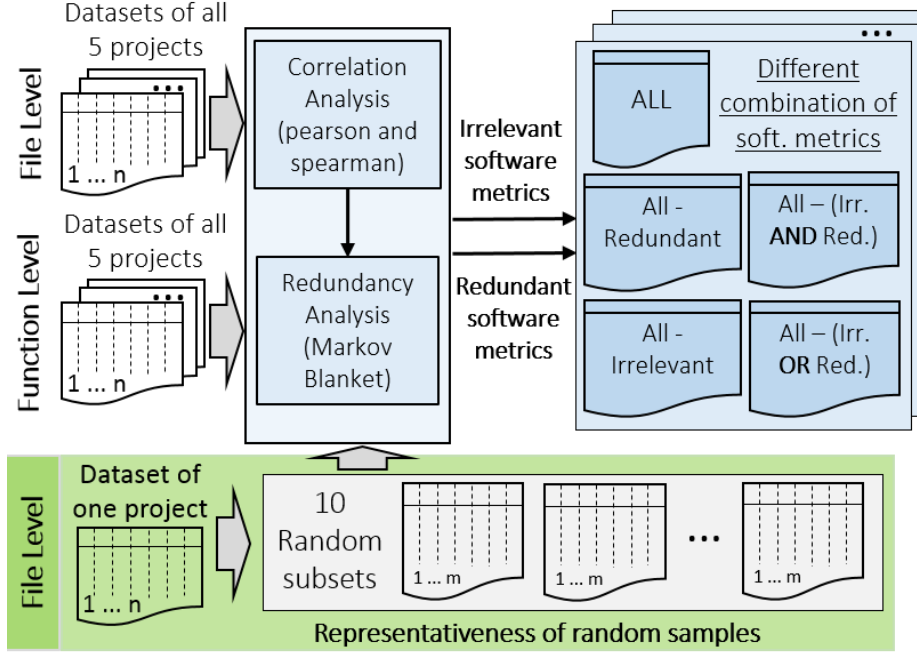 File Level
Datasets of all
5 projects
...
1 ... n
Function Level
Datasets of all
5 projects
...
1 ... n
Correlation
Analysis
(pearson and
spearman)
Redundancy
Analysis
(Markov
Blanket)
Irrelevant
software
metrics
Redundant
software
metrics
...
ALL
Different
combination of
soft. metrics
All -
Redundant
All – (Irr.
AND Red.)
All -
Irrelevant
All – (Irr.
OR Red.)
File Level
Dataset of
one project
1 ... n
10
Random
subsets
1 ... m
1 ... m
...
1 ... m
Representativeness of random samples